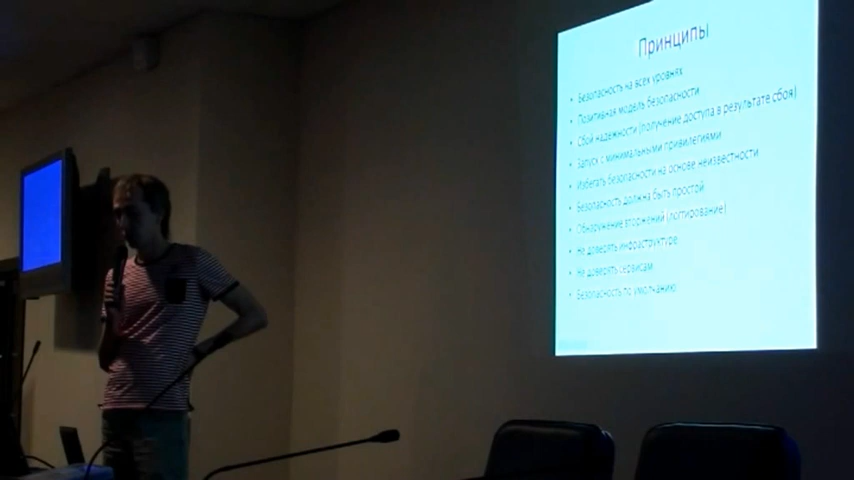 Принципы
• Безопасность на всех уровнях
• Позитивная модель безопасности
• Сбой надежности (получение доступа в результате сбоя)
• Запуск с минимальными привилегиями
• Избегать безопасности на основе неизвестности
• Безопасность должна быть простой
• Обнаружение вторжений (логгирование)
• Не доверять инфраструктуре
• Не доверять сервисам
• Безопасность по умолчанию